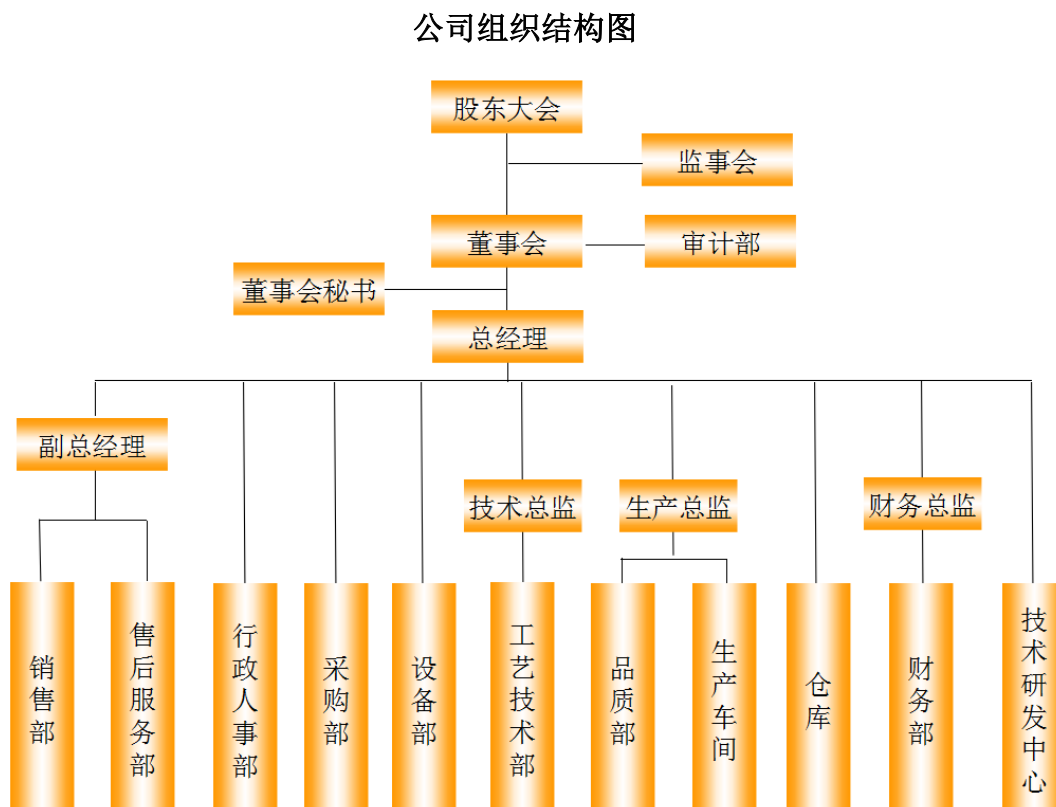 公司组织结构图
股东大会
监事会
董事会
审计部
董事会秘书
总经理
副总经理
技术总监
生产总监
财务总监
销售部
售后服务部
行政人事部
采购部
设备部
工艺技术部
品质部
生产车间
仓库
财务部
技术研发中心